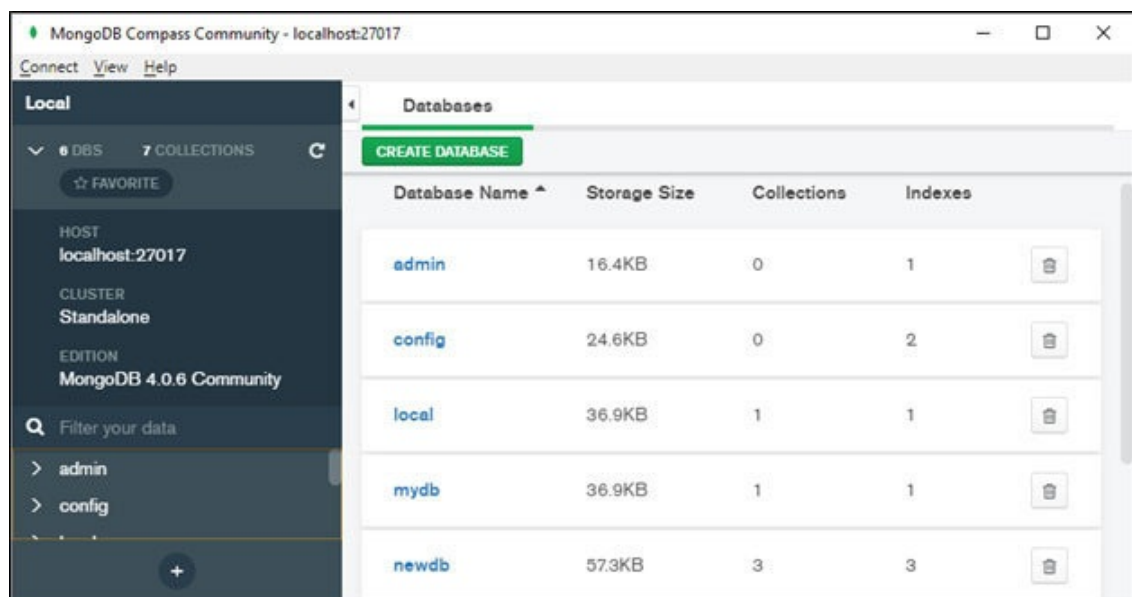 MongoDB Compass Community - localhost:27017
Connect View Help
Local
6 DBS 7 COLLECTIONS
FAVORITE
HOST
localhost:27017
CLUSTER
Standalone
EDITION
MongoDB 4.0.6 Community
Filter your data
admin
config
Databases
CREATE DATABASE
Database Name Storage Size Collections Indexes
admin 16.4KB 0 1
config 24.6KB 0 2
local 36.9KB 1 1
mydb 36.9KB 1 1
newdb 57.3KB 3 3